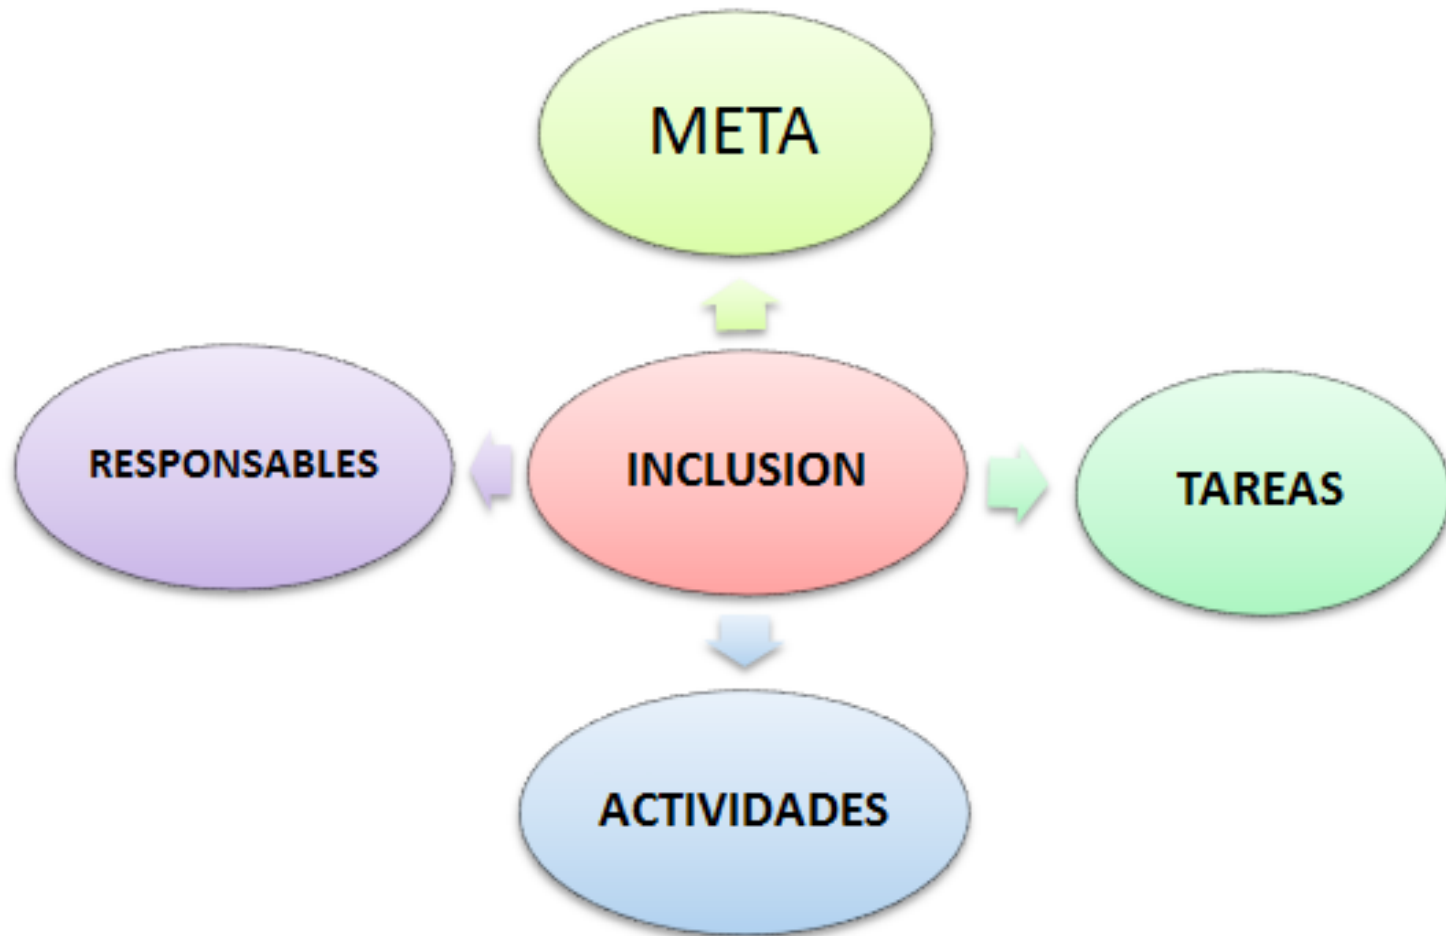 META
RESPONSABLES
INCLUSION
TAREAS
ACTIVIDADES